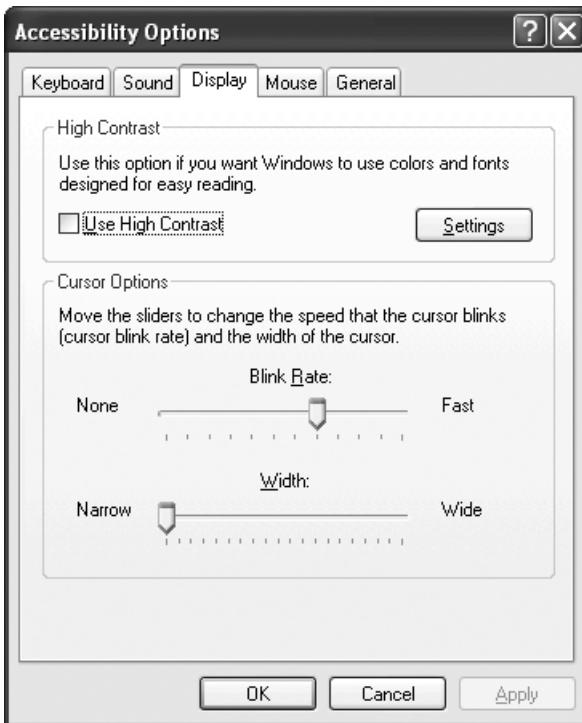 Accessibility Options
Keyboard Sound Display Mouse General
High Contrast
Use this option if you want Windows to use colors and fonts
designed for easy reading.
Use High Contrast Settings
Cursor Options
Move the sliders to change the speed that the cursor blinks
(cursor blink rate) and the width of the cursor.
Blink Rate:
None Fast
Width:
Narrow Wide
OK Cancel Apply